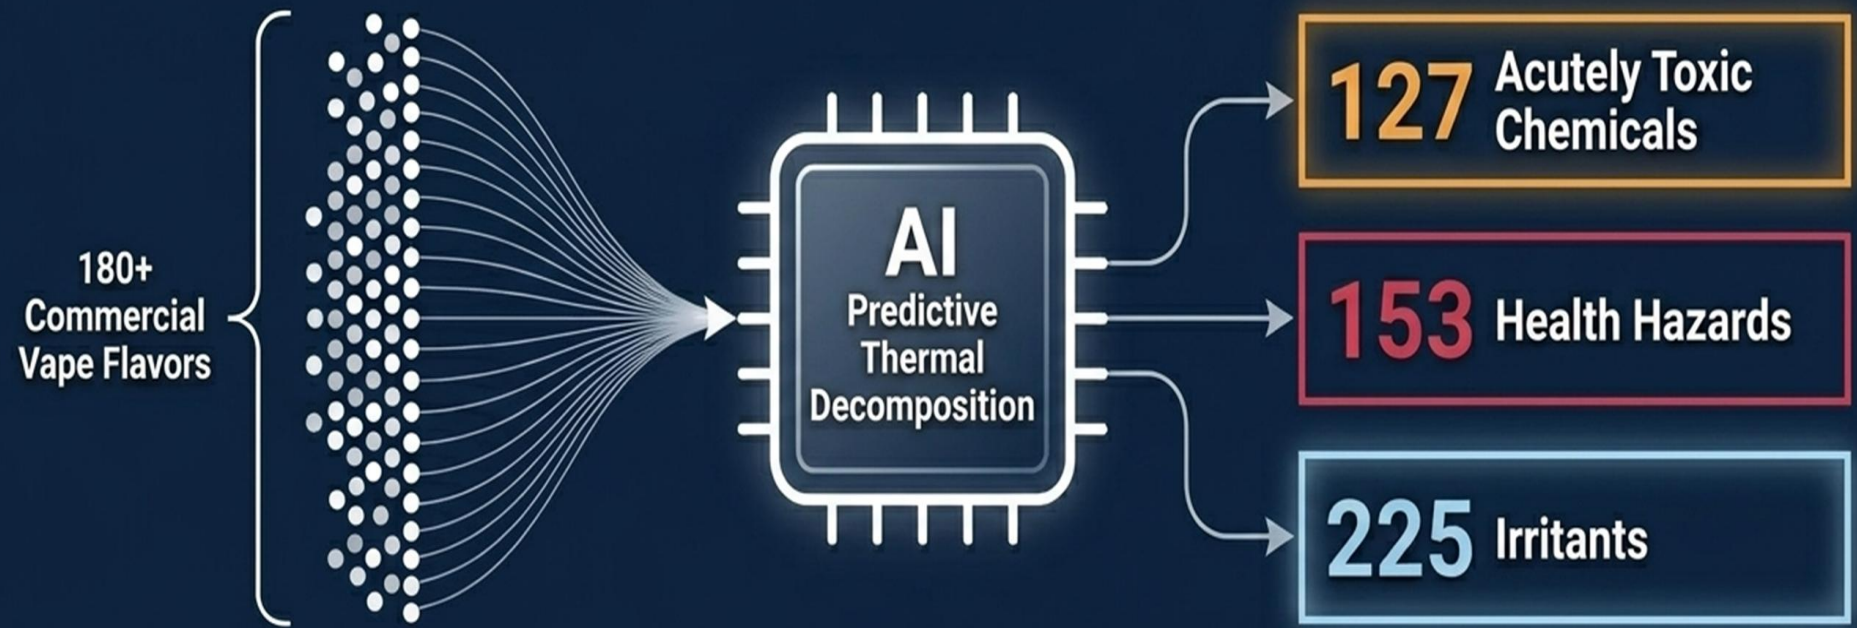 180+
Commercial
Vape Flavors
AI
Predictive
Thermal
Decomposition
127 Acutely Toxic
Chemicals
153 Health Hazards
225 Irritants